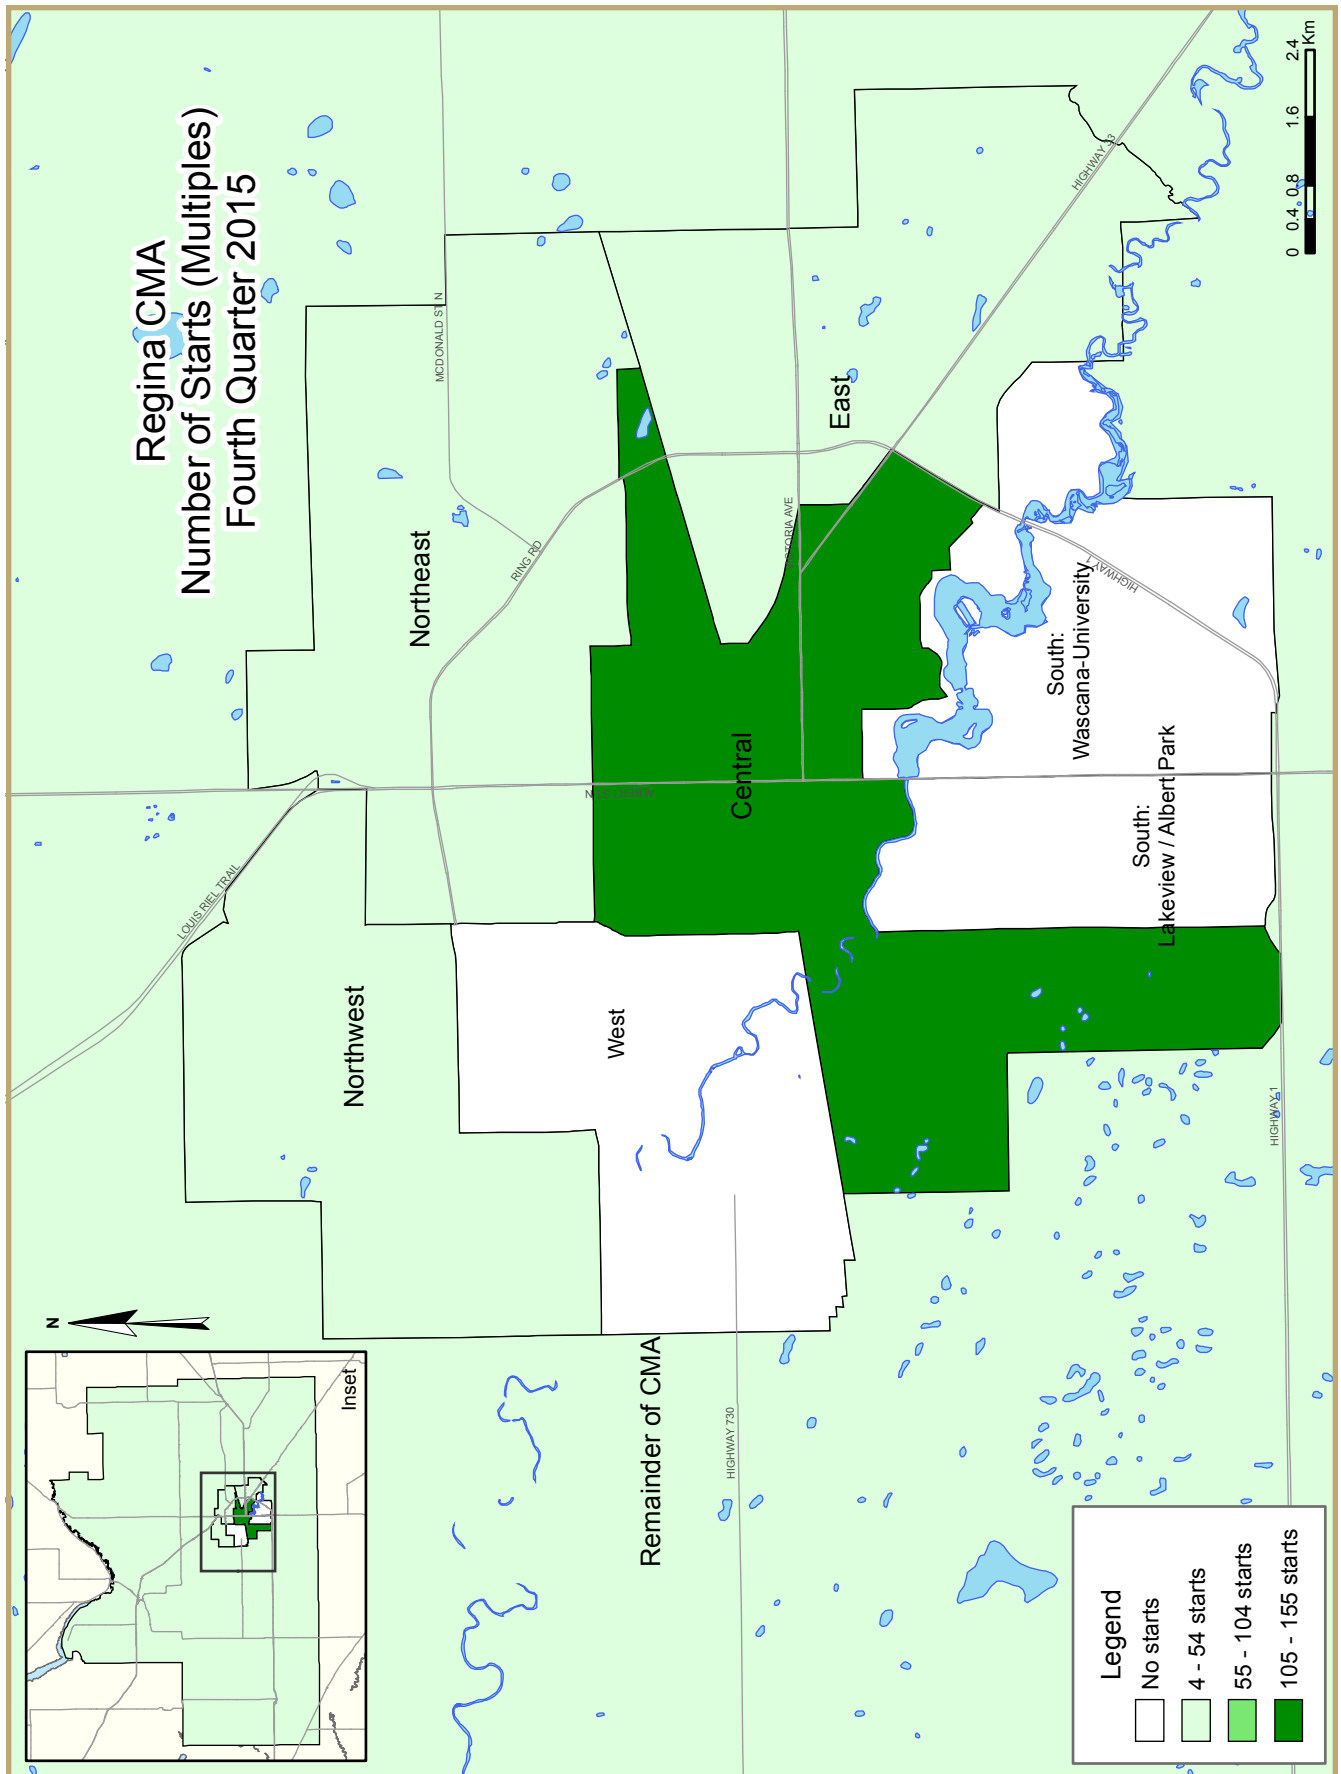 Regina CMA
Number of Starts (Multiples)
Fourth Quarter 2015
N
Inset
LOUIS RIEL TRAIL
MCDONALD ST N
RING RD
Northwest
Northeast
West
Central
East
VICTORIA AVE
HIGHWAY 33
Remainder of CMA
HIGHWAY 730
South:
Wascana-University
South:
Lakeview / Albert Park
HIGHWAY 1
HIGHWAY 1
Legend
No starts
4 - 54 starts
55 - 104 starts
105 - 155 starts
0 0.4 0.8 1.6 2.4
Km